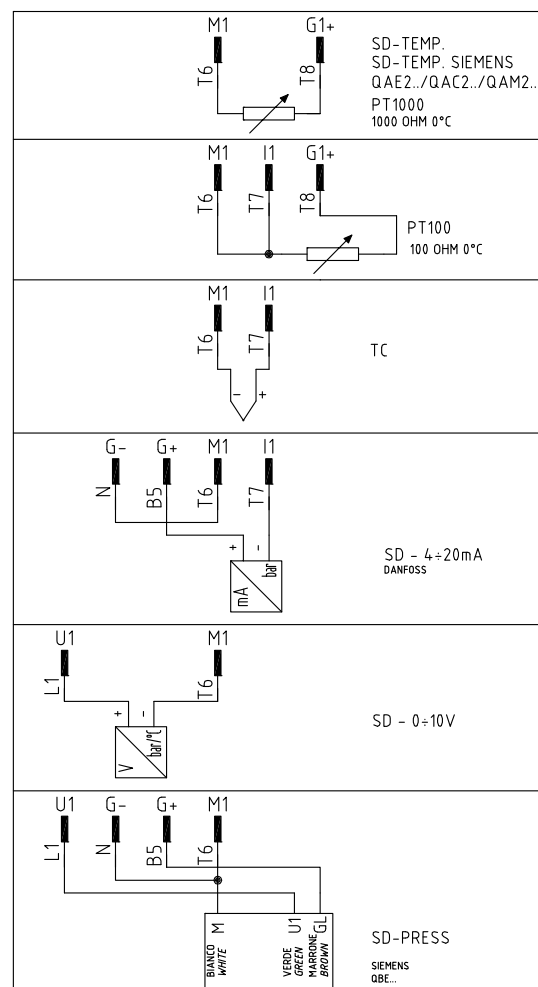 M1 G1+
T6 T8
SD-TEMP.
SD-TEMP. SIEMENS
QAE2../QAC2../QAM2..
PT1000
1000 OHM 0°C
M1 I1 G1+
T6 T7 T8
PT100
100 OHM 0°C
M1 I1
T6 T7
- +
TC
G- G+ M1 I1
N B5 T6 T7
+ -
mA bar
SD - 4÷20mA
DANFOSS
U1 M1
L1 T6
+ -
V bar/°C
SD - 0÷10V
U1 G- G+ M1
L1 N B5 T6
M U1 GL
BIANCO
WHITE
VERDE
GREEN
MARRONE
BROWN
SD-PRESS
SIEMENS
QBE...